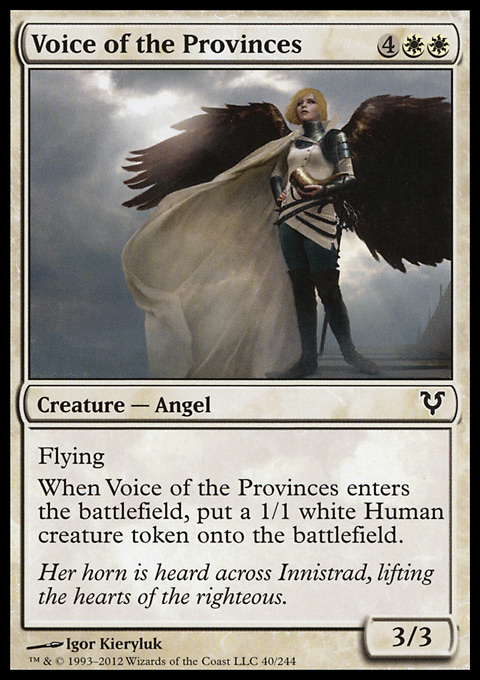 Voice of the Provinces 4
Creature — Angel
Flying
When Voice of the Provinces enters
the battlefield, put a 1/1 white Human
creature token onto the battlefield.
Her horn is heard across Innistrad, lifting
the hearts of the righteous.
Igor Kieryluk
3/3
™ & © 1993–2012 Wizards of the Coast LLC 40/244